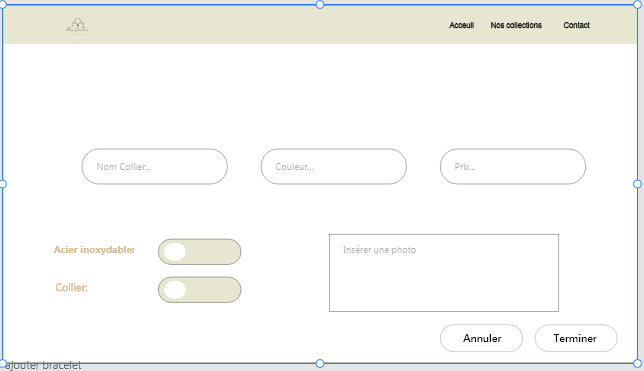 Acceuil Nos collections Contact
Nom Collier... Couleur... Prix...
Acier inoxydable:
Insérer une photo
Collier:
Annuler Terminer
ajouter bracelet